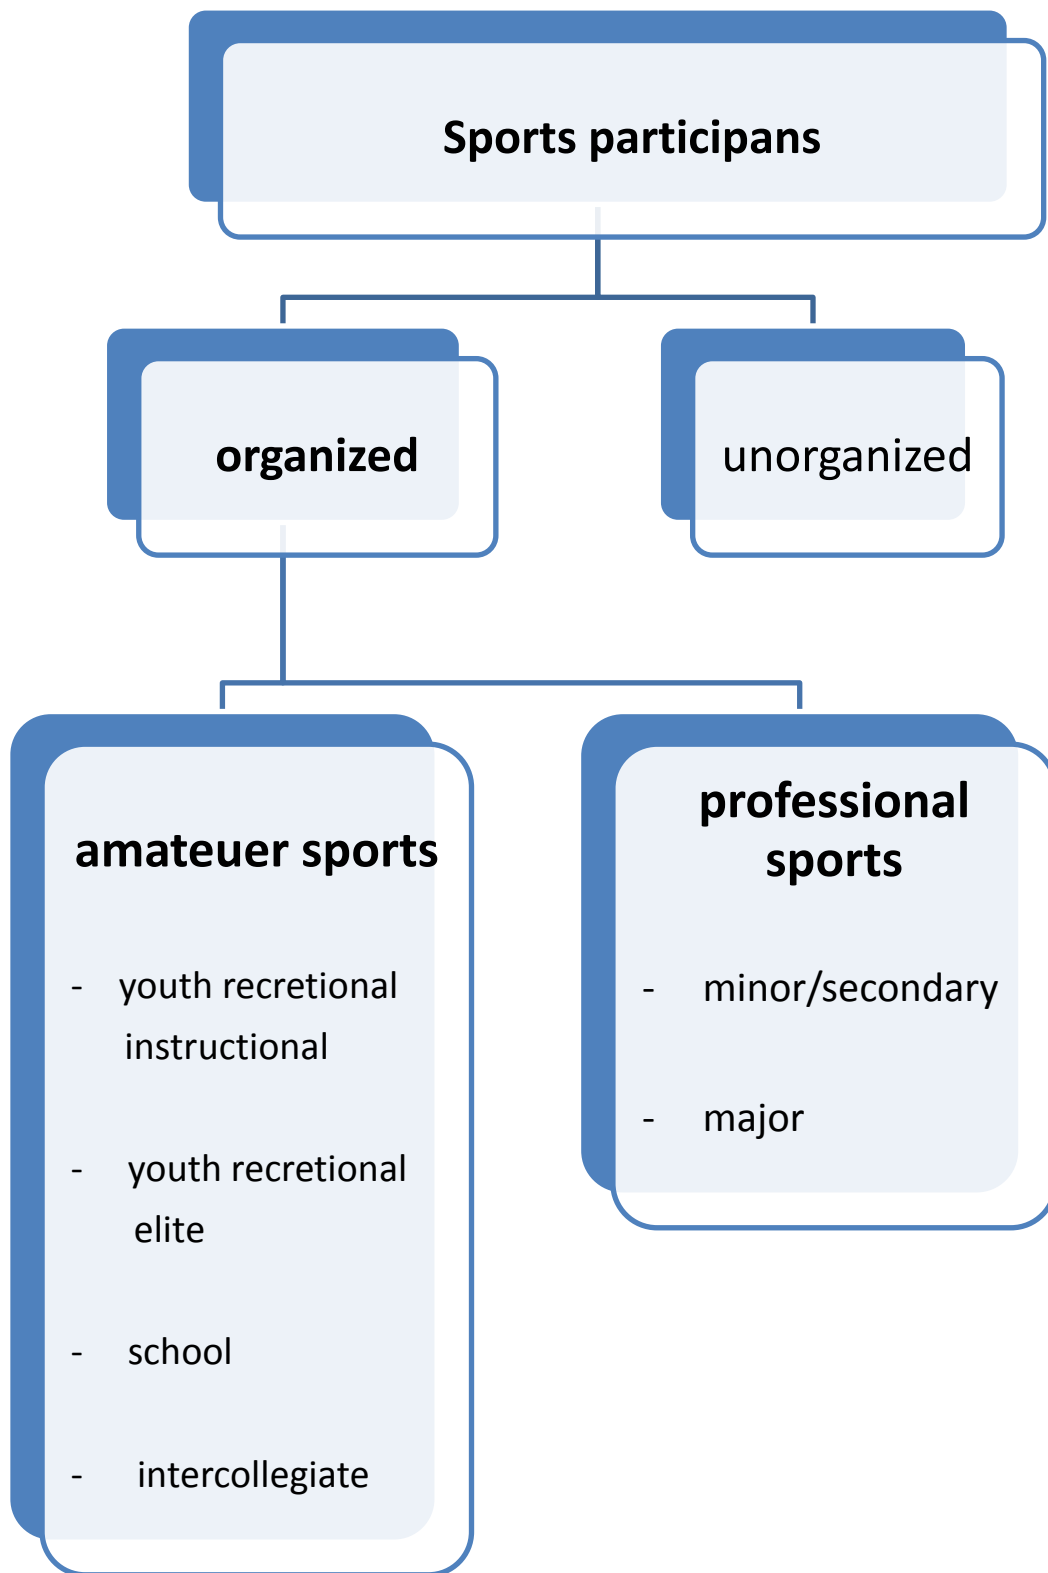 Sports participans
organized
unorganized
amateuer sports
- youth recretional
instructional
- youth recretional
elite
- school
- intercollegiate
professional
sports
- minor/secondary
- major